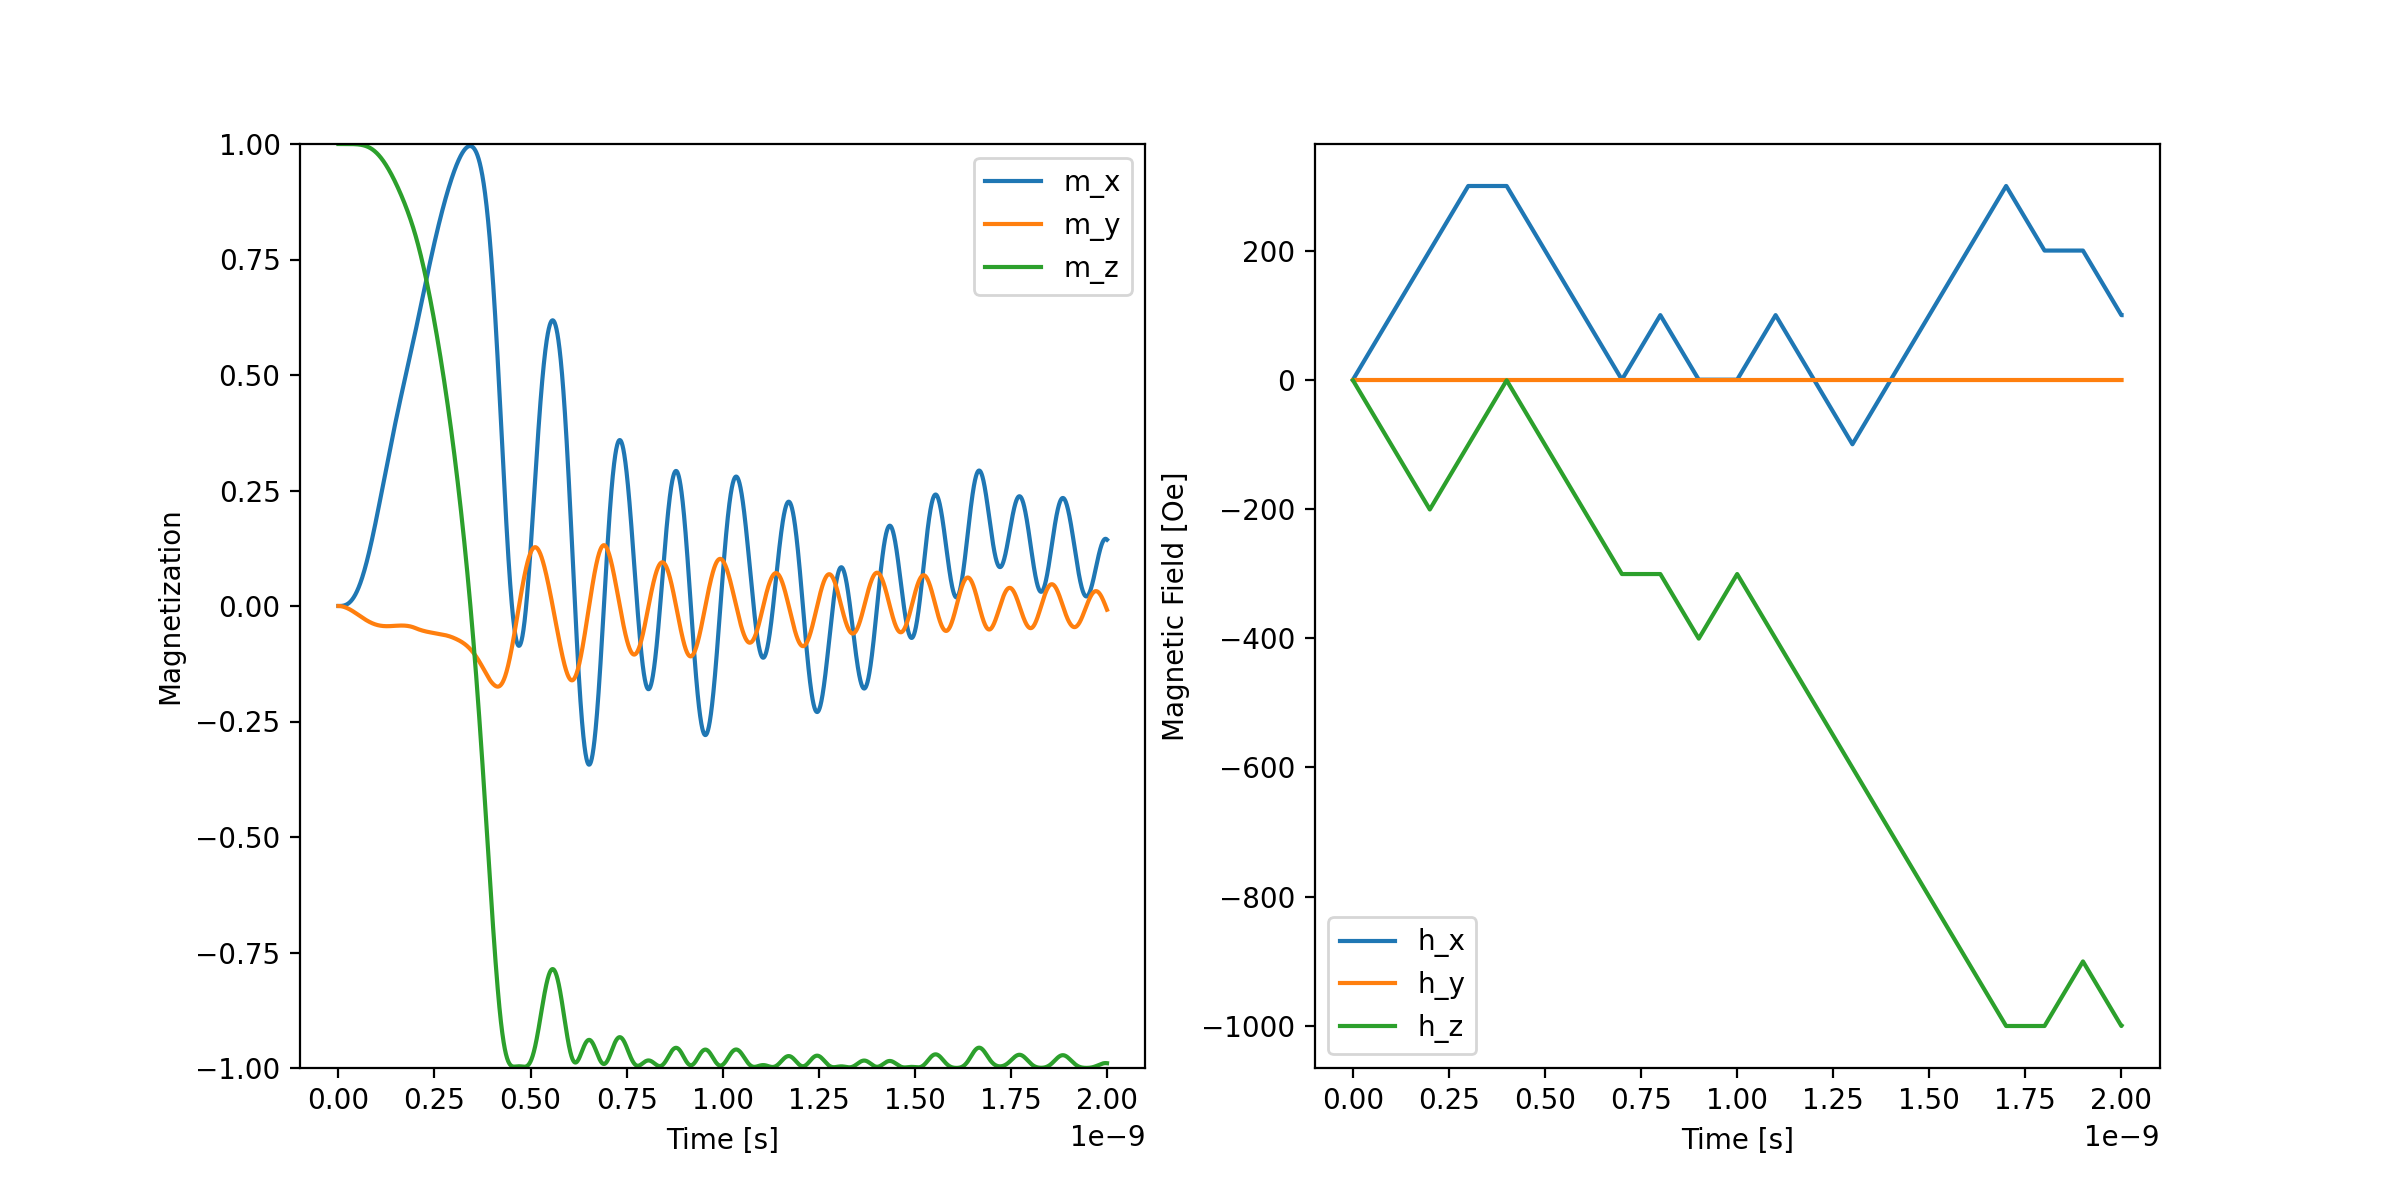 Magnetization
1.00
0.75
0.50
0.25
0.00
−0.25
−0.50
−0.75
−1.00
m_x
m_y
m_z
0.00 0.25 0.50 0.75 1.00 1.25 1.50 1.75 2.00
Time [s]
1e−9
Magnetic Field [Oe]
200
0
−200
−400
−600
−800
−1000
h_x
h_y
h_z
0.00 0.25 0.50 0.75 1.00 1.25 1.50 1.75 2.00
Time [s]
1e−9